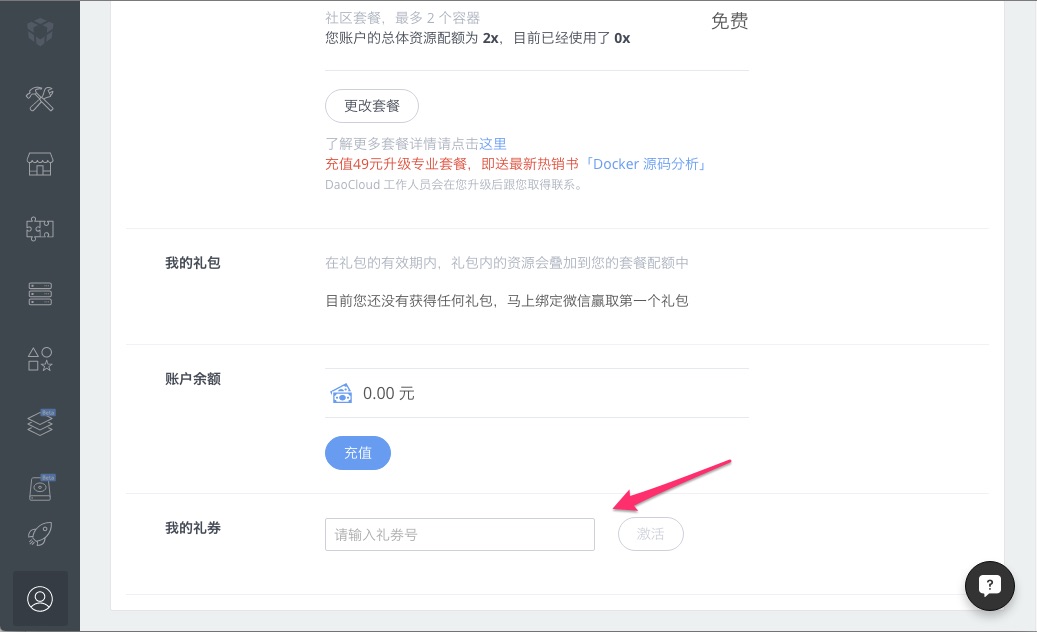 社区套餐，最多 2 个容器
免费
您账户的总体资源配额为 2x，目前已经使用了 0x
更改套餐
了解更多套餐详情请点击这里
充值49元升级专业套餐，即送最新热销书「Docker 源码分析」
DaoCloud 工作人员会在您升级后跟您取得联系。
我的礼包
在礼包的有效期内，礼包内的资源会叠加到您的套餐配额中
目前您还没有获得任何礼包，马上绑定微信赢取第一个礼包
账户余额
0.00 元
Beta
充值
Beta
我的礼券
请输入礼券号
激活
?